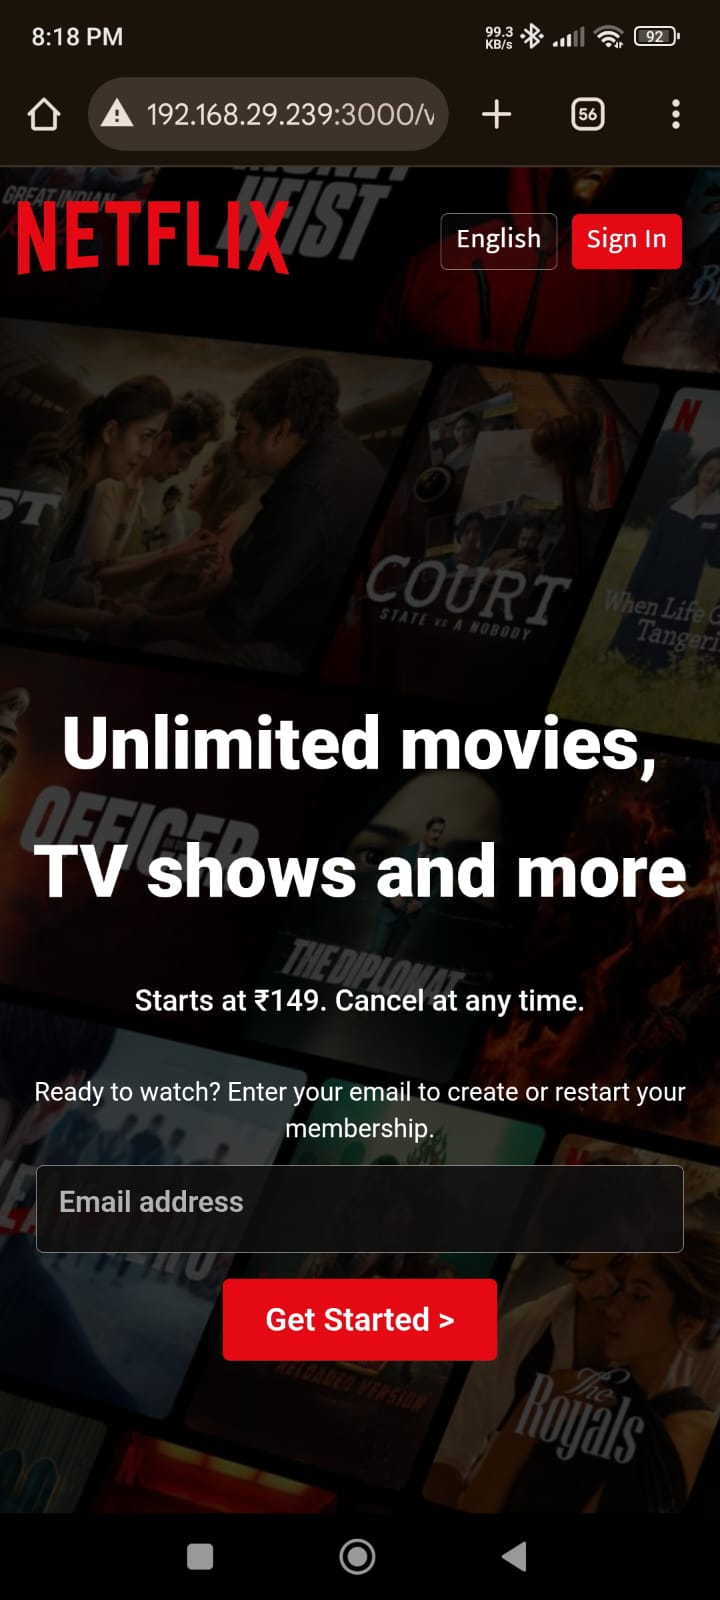 8:18 PM
99.3
KB/s
92
192.168.29.239:3000/
56
GREAT INDIAN
HEIST
NETFLIX
English
Sign In
ST
COURT
STATE vs A NOBODY
N
When Life
Tangeri
Unlimited movies,
OFFICER
TV shows and more
THE DIPLOMAT
Starts at ₹149. Cancel at any time.
Ready to watch? Enter your email to create or restart your
membership.
Email address
Get Started >
RELOADED VERSION
The
Royals